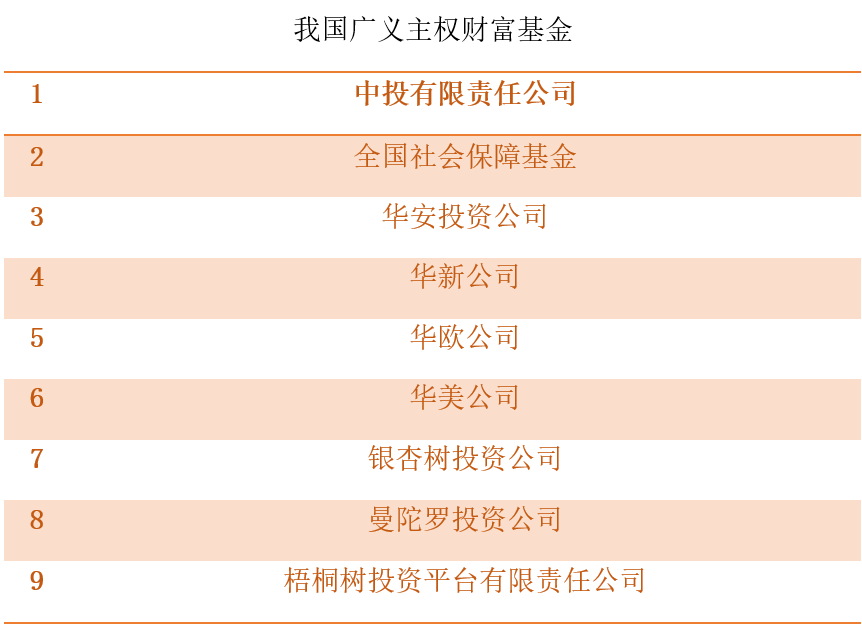 我国广义主权财富基金
1 中投有限责任公司
2 全国社会保障基金
3 华安投资公司
4 华新公司
5 华欧公司
6 华美公司
7 银杏树投资公司
8 曼陀罗投资公司
9 梧桐树投资平台有限责任公司